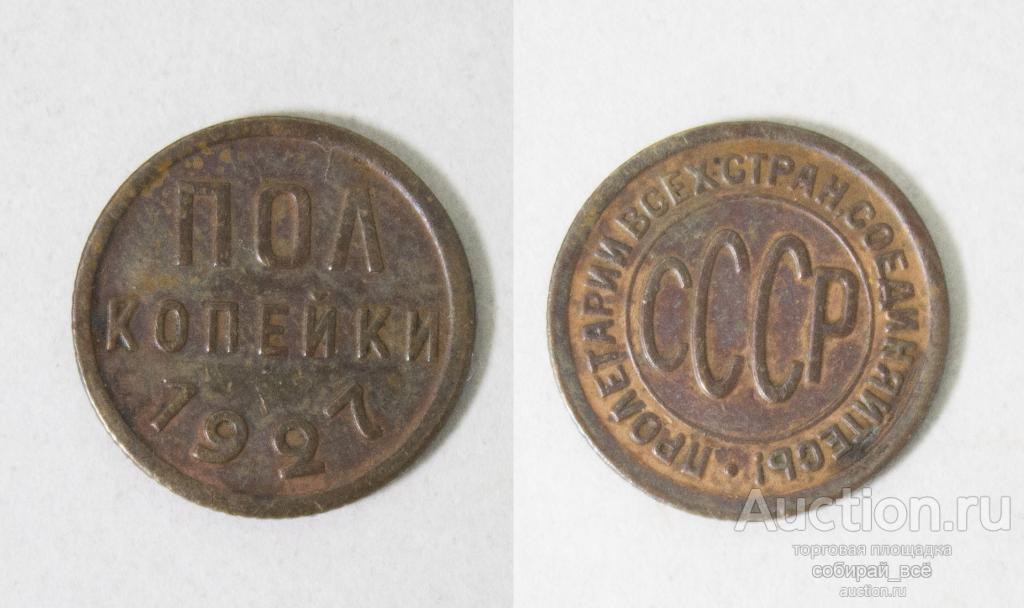 ПОЛ
КОПЕЙКИ
1927
ПРОЛЕТАРИИ ВСЕХ СТРАН, СОЕДИНЯЙТЕСЬ!
СССР
Auction.ru
торговая площадка
собирай_всё
auction.ru